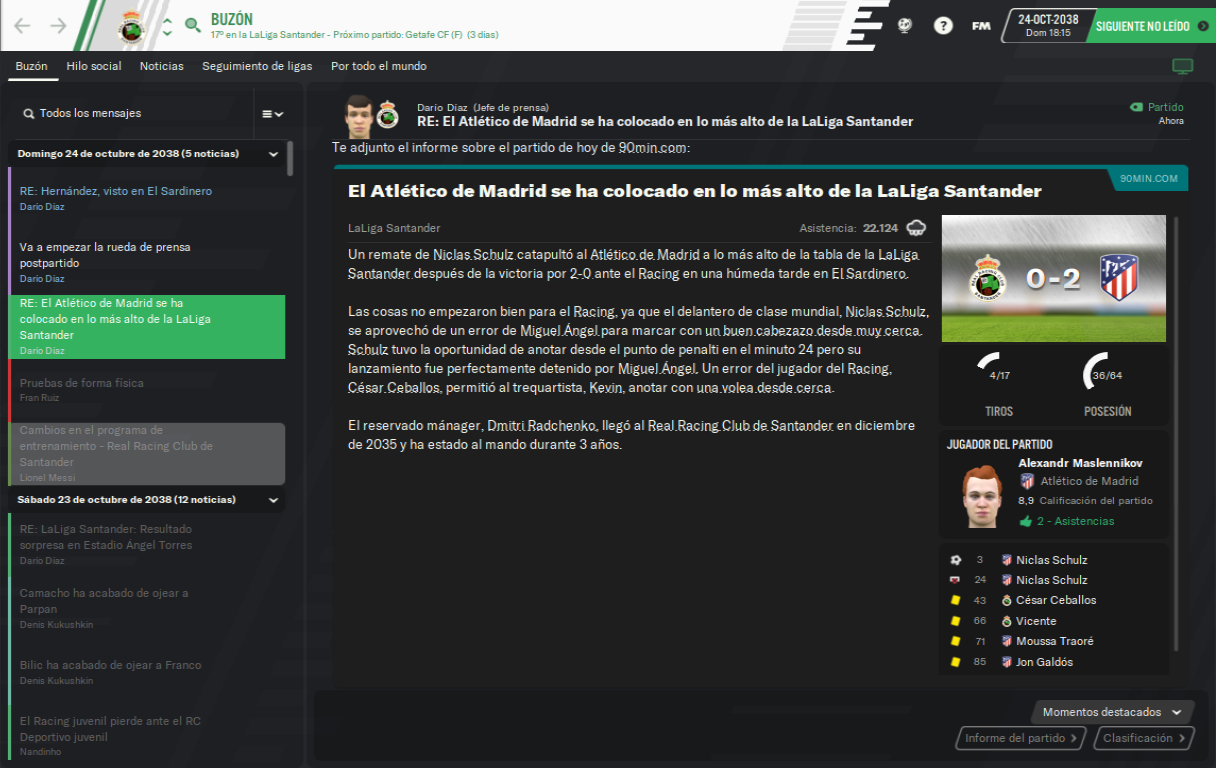 BUZÓN
17º en la LaLiga Santander - Próximo partido: Getafe CF (F) (3 días)
FM
24-OCT-2038
Dom 18:15
SIGUIENTE NO LEÍDO
Buzón
Hilo social
Noticias
Seguimiento de ligas
Por todo el mundo
Todos los mensajes
Domingo 24 de octubre de 2038 (5 noticias)
RE: Hernández, visto en El Sardinero
Darío Díaz
Va a empezar la rueda de prensa
postpartido
Darío Díaz
RE: El Atlético de Madrid se ha
colocado en lo más alto de la LaLiga
Santander
Darío Díaz
Pruebas de forma física
Fran Ruiz
Cambios en el programa de
entrenamiento - Real Racing Club de
Santander
Lionel Messi
Sábado 23 de octubre de 2038 (12 noticias)
RE: LaLiga Santander: Resultado
sorpresa en Estadio Ángel Torres
Darío Díaz
Camacho ha acabado de ojear a
Parpan
Denis Kukushkin
Bilic ha acabado de ojear a Franco
Denis Kukushkin
El Racing juvenil pierde ante el RC
Deportivo juvenil
Nandinho
Darío Díaz (Jefe de prensa)
RE: El Atlético de Madrid se ha colocado en lo más alto de la LaLiga Santander
Partido
Ahora
Te adjunto el informe sobre el partido de hoy de 90min.com:
90MIN.COM
El Atlético de Madrid se ha colocado en lo más alto de la LaLiga Santander
LaLiga Santander
Asistencia: 22.124
Un remate de Niclas Schulz catapultó al Atlético de Madrid a lo más alto de la tabla de la LaLiga
Santander después de la victoria por 2-0 ante el Racing en una húmeda tarde en El Sardinero.
Las cosas no empezaron bien para el Racing, ya que el delantero de clase mundial, Niclas Schulz,
se aprovechó de un error de Miguel Ángel para marcar con un buen cabezazo desde muy cerca.
Schulz tuvo la oportunidad de anotar desde el punto de penalti en el minuto 24 pero su
lanzamiento fue perfectamente detenido por Miguel Ángel. Un error del jugador del Racing,
César Ceballos, permitió al trequartista, Kevin, anotar con una volea desde cerca.
El reservado mánager, Dmitri Radchenko, llegó al Real Racing Club de Santander en diciembre
de 2035 y ha estado al mando durante 3 años.
0-2
4/17
TIROS
36/64
POSESIÓN
JUGADOR DEL PARTIDO
Alexandr Maslennikov
Atlético de Madrid
8,9 Calificación del partido
2 - Asistencias
3 Niclas Schulz
24 Niclas Schulz
43 César Ceballos
66 Vicente
71 Moussa Traoré
85 Jon Galdós
Momentos destacados
Informe del partido
Clasificación